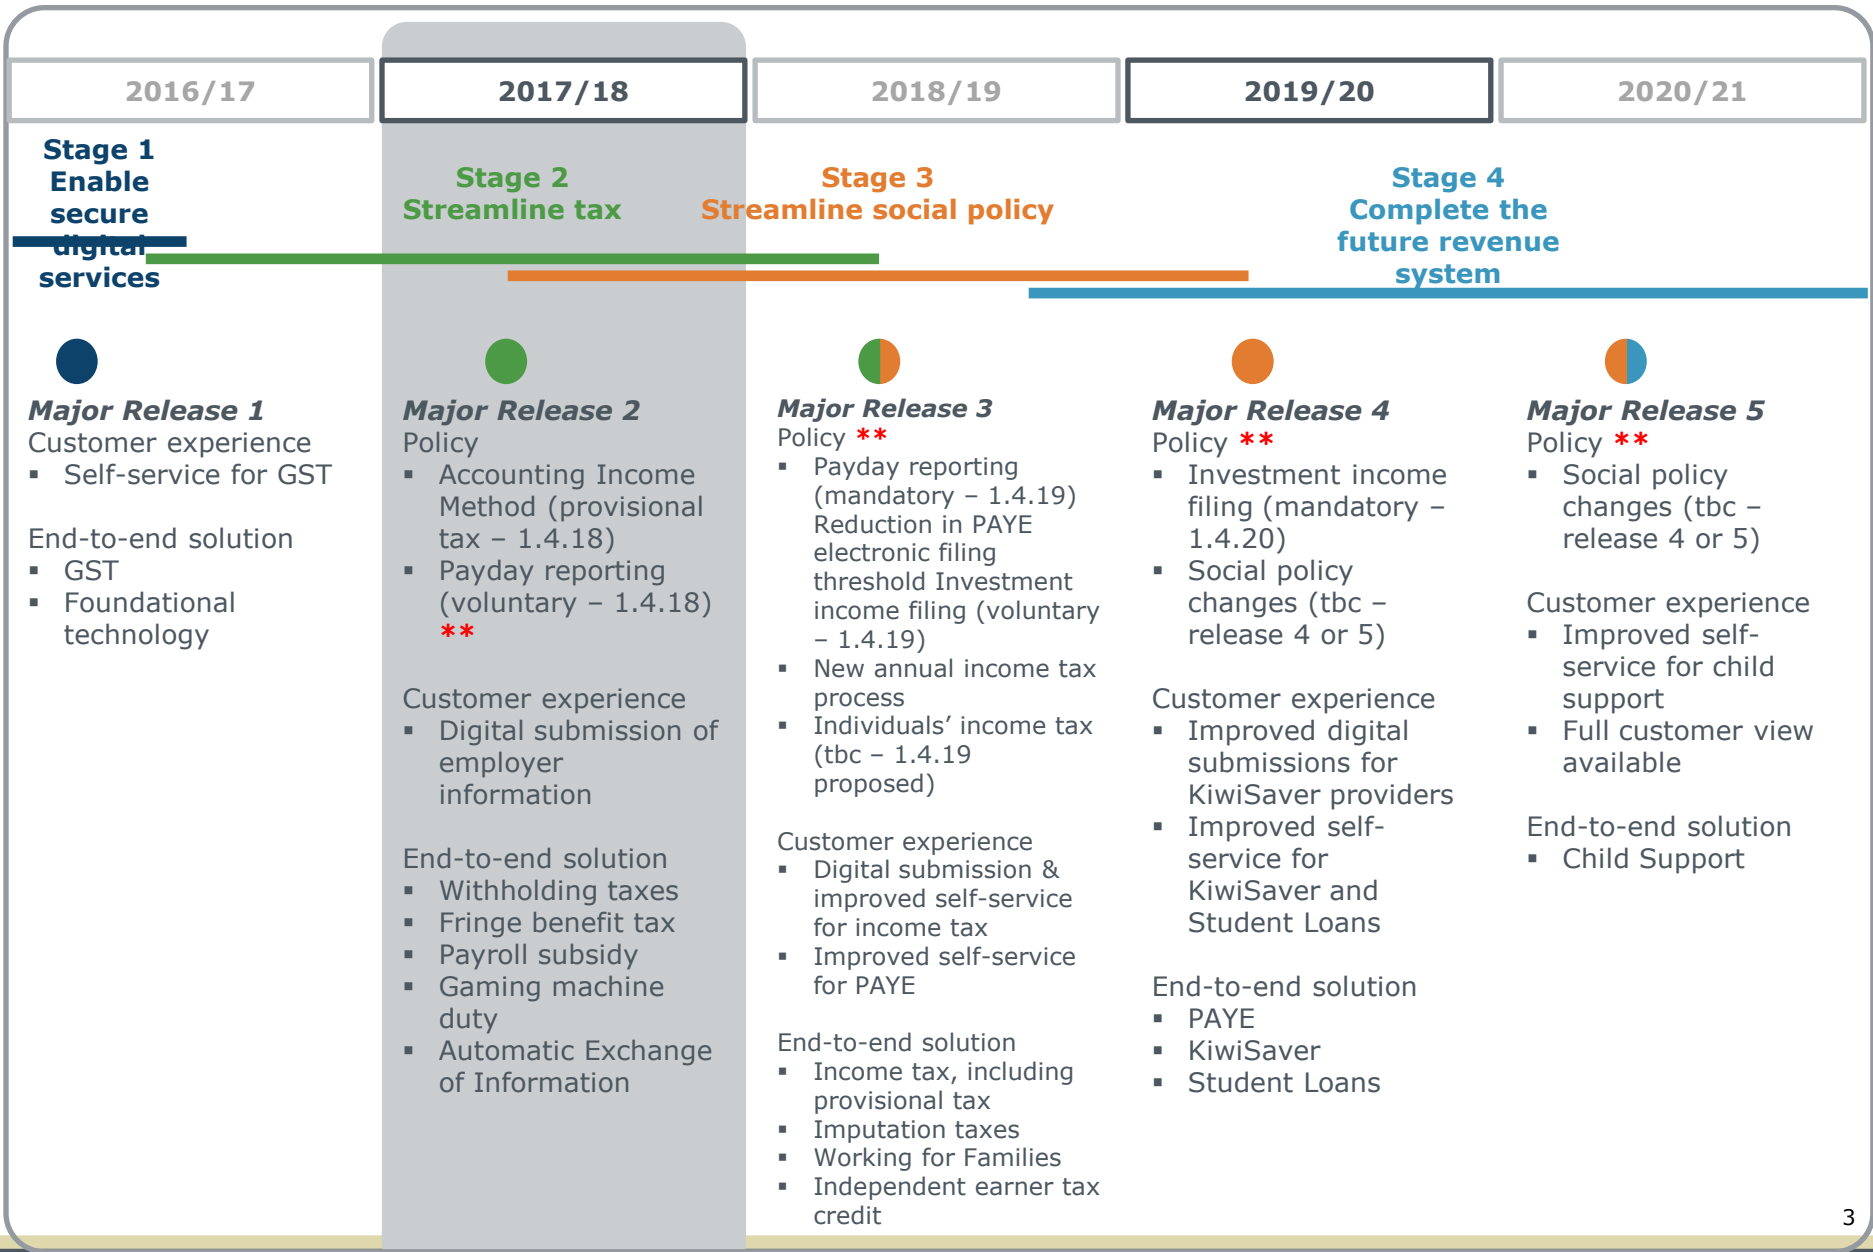 2016/17
2017/18
2018/19
2019/20
2020/21
Stage 1
Enable
secure
digital
services
Stage 2
Streamline tax
Stage 3
Streamline social policy
Stage 4
Complete the
future revenue
system
Major Release 1
Customer experience
▪ Self-service for GST
End-to-end solution
▪ GST
▪ Foundational
technology
Major Release 2
Policy
▪ Accounting Income
Method (provisional
tax – 1.4.18)
▪ Payday reporting
(voluntary – 1.4.18)
**
Customer experience
▪ Digital submission of
employer
information
End-to-end solution
▪ Withholding taxes
▪ Fringe benefit tax
▪ Payroll subsidy
▪ Gaming machine
duty
▪ Automatic Exchange
of Information
Major Release 3
Policy **
▪ Payday reporting
(mandatory – 1.4.19)
Reduction in PAYE
electronic filing
threshold Investment
income filing (voluntary
– 1.4.19)
▪ New annual income tax
process
▪ Individuals’ income tax
(tbc – 1.4.19
proposed)
Customer experience
▪ Digital submission &
improved self-service
for income tax
▪ Improved self-service
for PAYE
End-to-end solution
▪ Income tax, including
provisional tax
▪ Imputation taxes
▪ Working for Families
▪ Independent earner tax
credit
Major Release 4
Policy **
▪ Investment income
filing (mandatory –
1.4.20)
▪ Social policy
changes (tbc –
release 4 or 5)
Customer experience
▪ Improved digital
submissions for
KiwiSaver providers
▪ Improved self-
service for
KiwiSaver and
Student Loans
End-to-end solution
▪ PAYE
▪ KiwiSaver
▪ Student Loans
Major Release 5
Policy **
▪ Social policy
changes (tbc –
release 4 or 5)
Customer experience
▪ Improved self-
service for child
support
▪ Full customer view
available
End-to-end solution
▪ Child Support
3